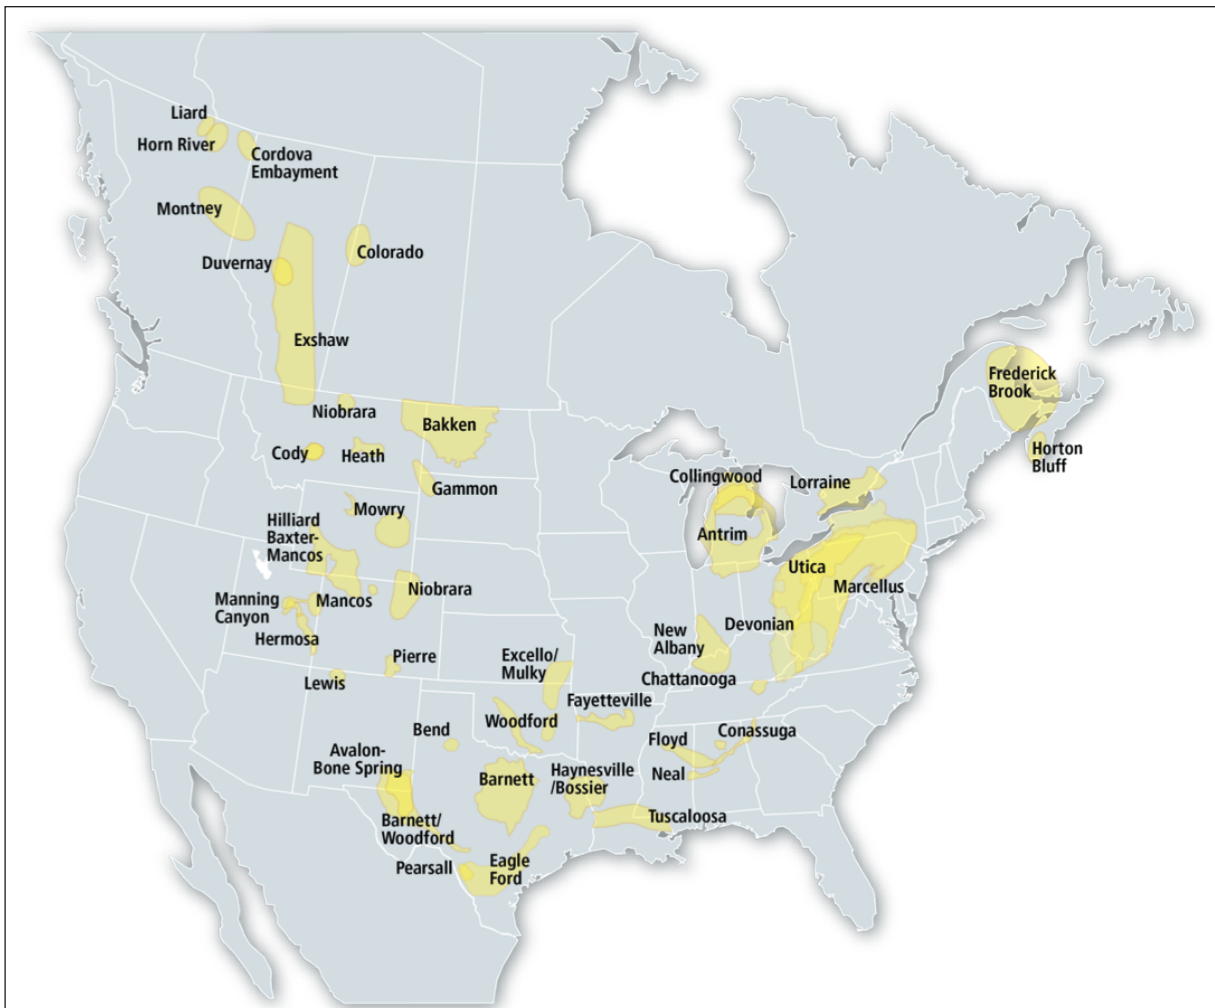 Liard
Horn River
Cordova
Embayment
Montney
Duvernay
Colorado
Exshaw
Frederick
Brook
Niobrara
Bakken
Cody
Heath
Horton
Bluff
Collingwood
Lorraine
Gammon
Mowry
Hilliard
Baxter-
Mancos
Antrim
Utica
Marcellus
Niobrara
Manning
Canyon
Mancos
Hermosa
Devonian
New
Albany
Pierre
Excello/
Mulky
Lewis
Chattanooga
Fayetteville
Woodford
Bend
Floyd
Conassuga
Avalon-
Bone Spring
Barnett
Haynesville
/Bossier
Neal
Barnett/
Woodford
Tuscaloosa
Pearsall
Eagle
Ford